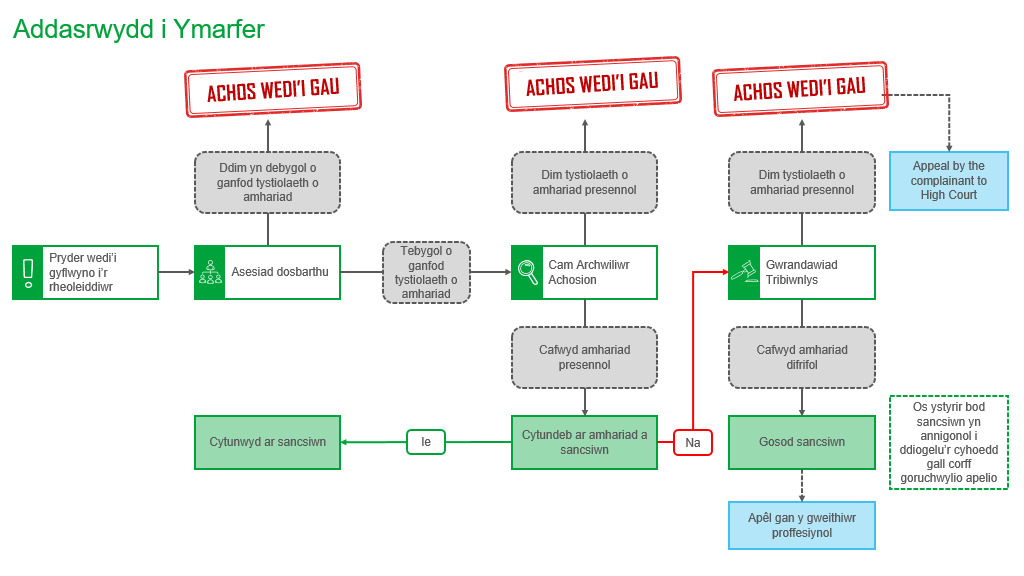 Addasrwydd i Ymarfer
ACHOS WEDI'I GAU
ACHOS WEDI'I GAU
ACHOS WEDI'I GAU
Ddim yn debygol o
ganfod tystiolaeth o
amhariad
Dim tystiolaeth o
amhariad presennol
Dim tystiolaeth o
amhariad presennol
Appeal by the
complainant to
High Court
Pryder wedi'i
gyflwyno i'r
rheoleiddiwr
Asesiad dosbarthu
Tebygol o
ganfod
tystiolaeth o
amhariad
Cam Archwiliwr
Achosion
Gwrandawiad
Tribiwnlys
Cafwyd amhariad
presennol
Cafwyd amhariad
difrifol
Cytunwyd ar sancsiwn
Ie
Cytundeb ar amhariad a
sancsiwn
Na
Gosod sancsiwn
Os ystyrir bod
sancsiwn yn
annigonol i
ddiogelu'r cyhoedd
gall corff
goruchwylio apelio
Apêl gan y gweithiwr
proffesiynol